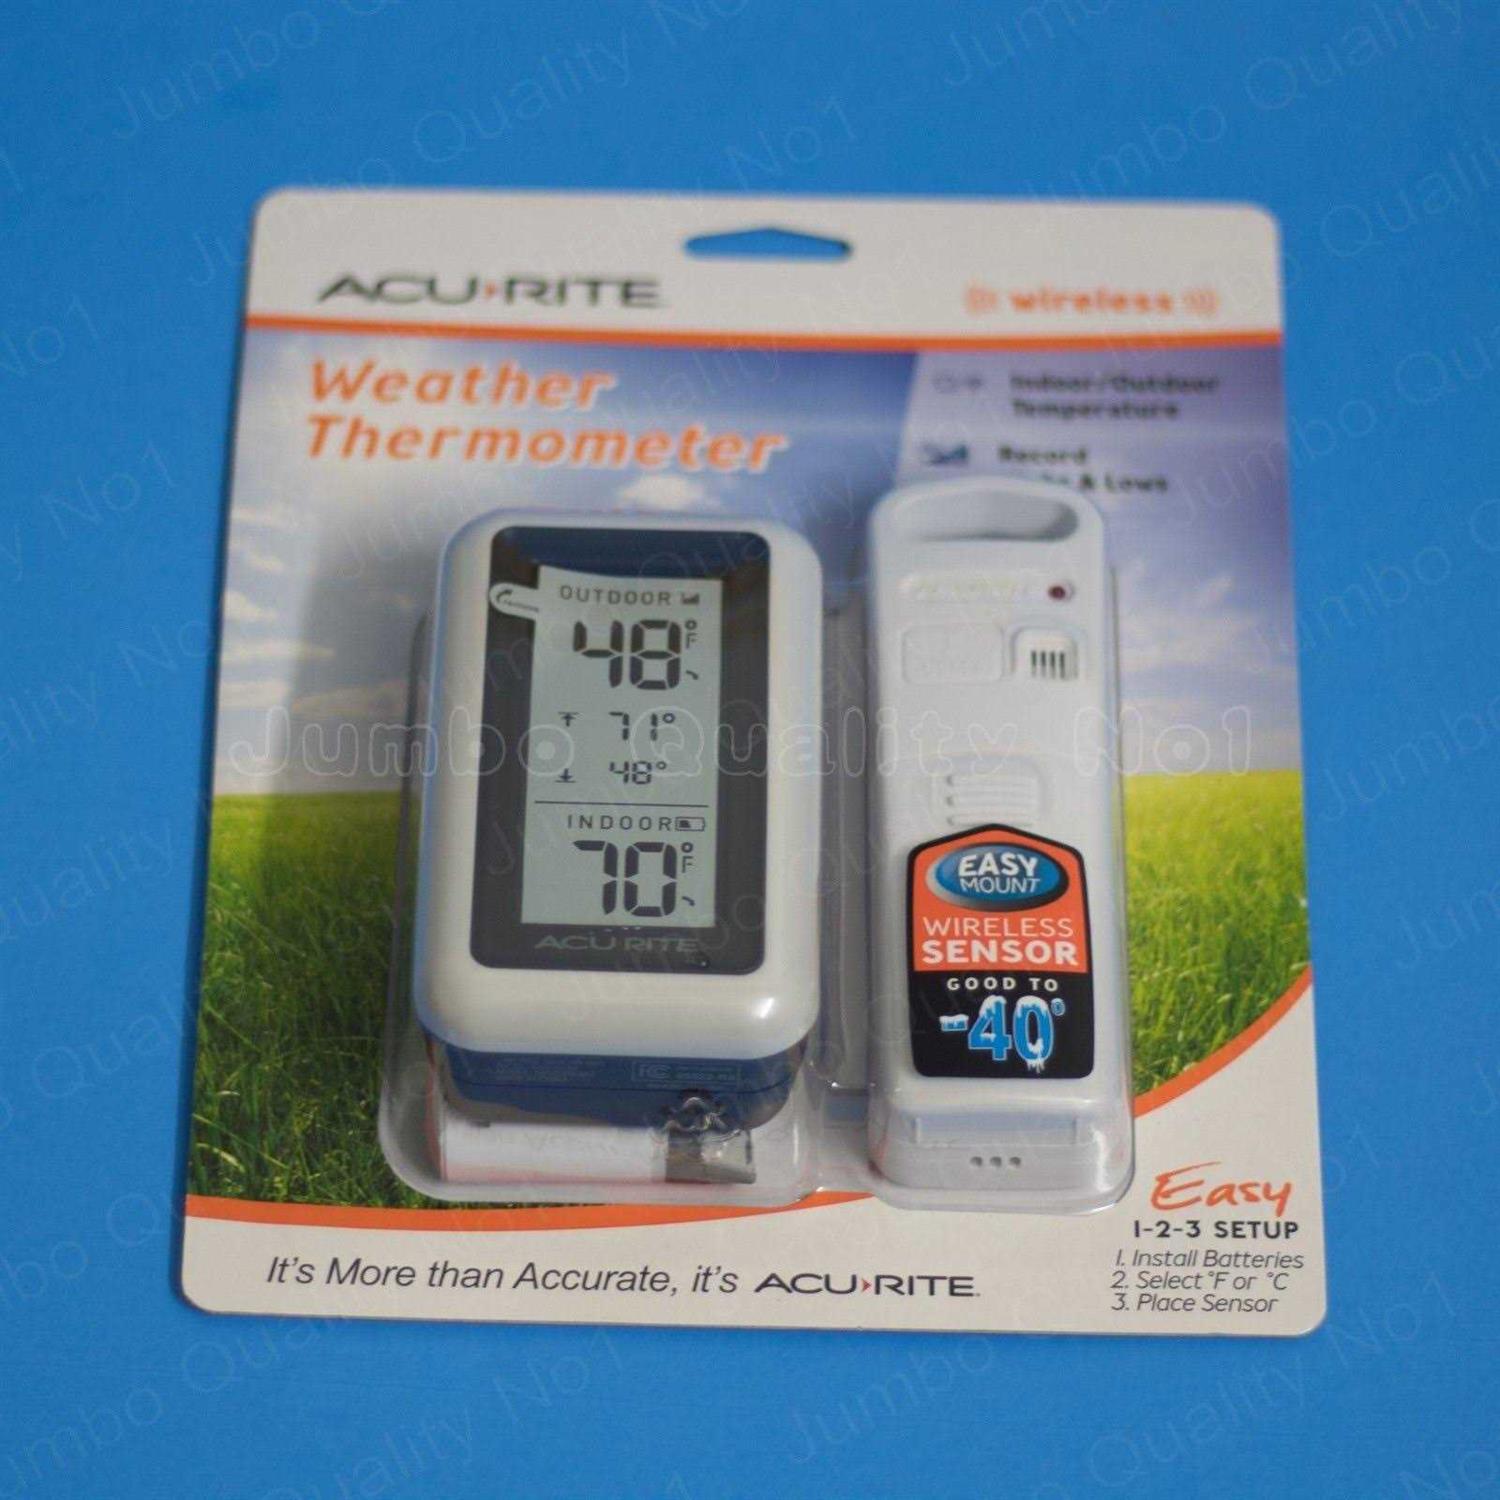 ACU RITE
wireless
Weather
Thermometer
Indoor/Outdoor
Temperature
Record
& Lows
OUTDOOR
48°F
71°
48°
INDOOR
70°F
ACU RITE
EASY
MOUNT
WIRELESS
SENSOR
GOOD TO
-40°
FC
Easy
1-2-3 SETUP
1. Install Batteries
2. Select °F or °C
3. Place Sensor
It's More than Accurate, it's ACU RITE
Jumbo Quality No1